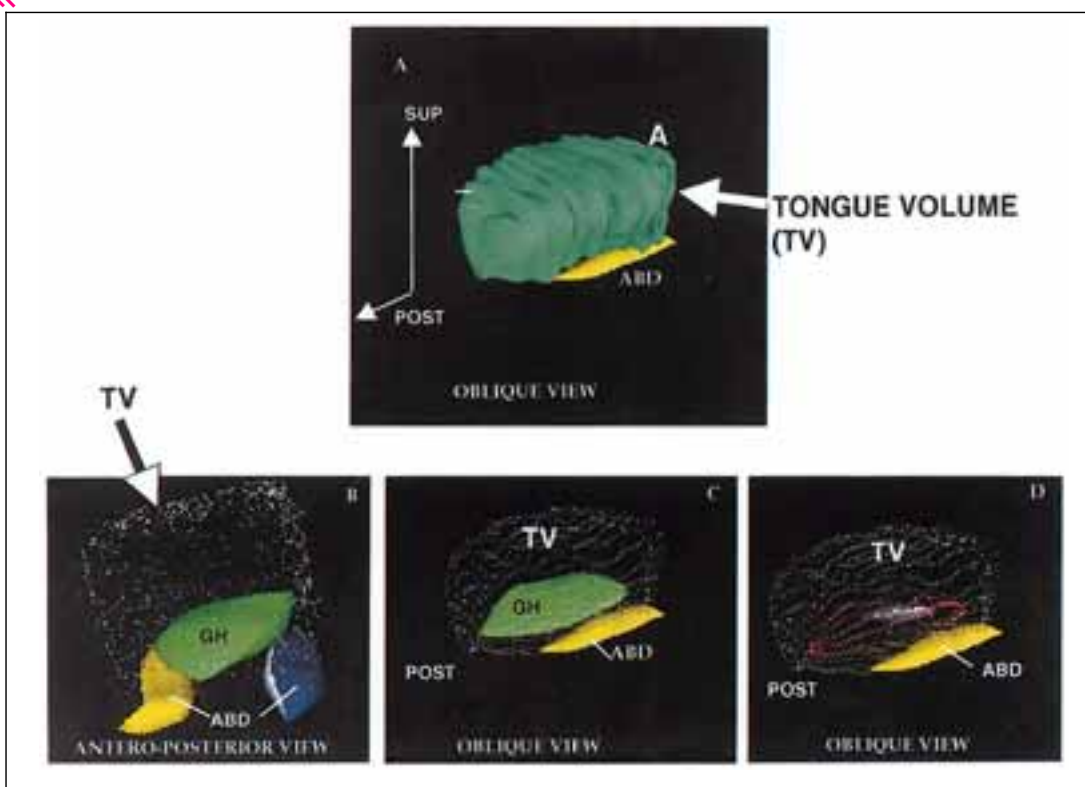 A
SUP
A
TONGUE VOLUME
(TV)
ABD
POST
OBLIQUE VIEW
TV
B
GH
ABD
ANTERO-POSTERIOR VIEW
C
TV
GH
ABD
POST
OBLIQUE VIEW
D
TV
ABD
POST
OBLIQUE VIEW